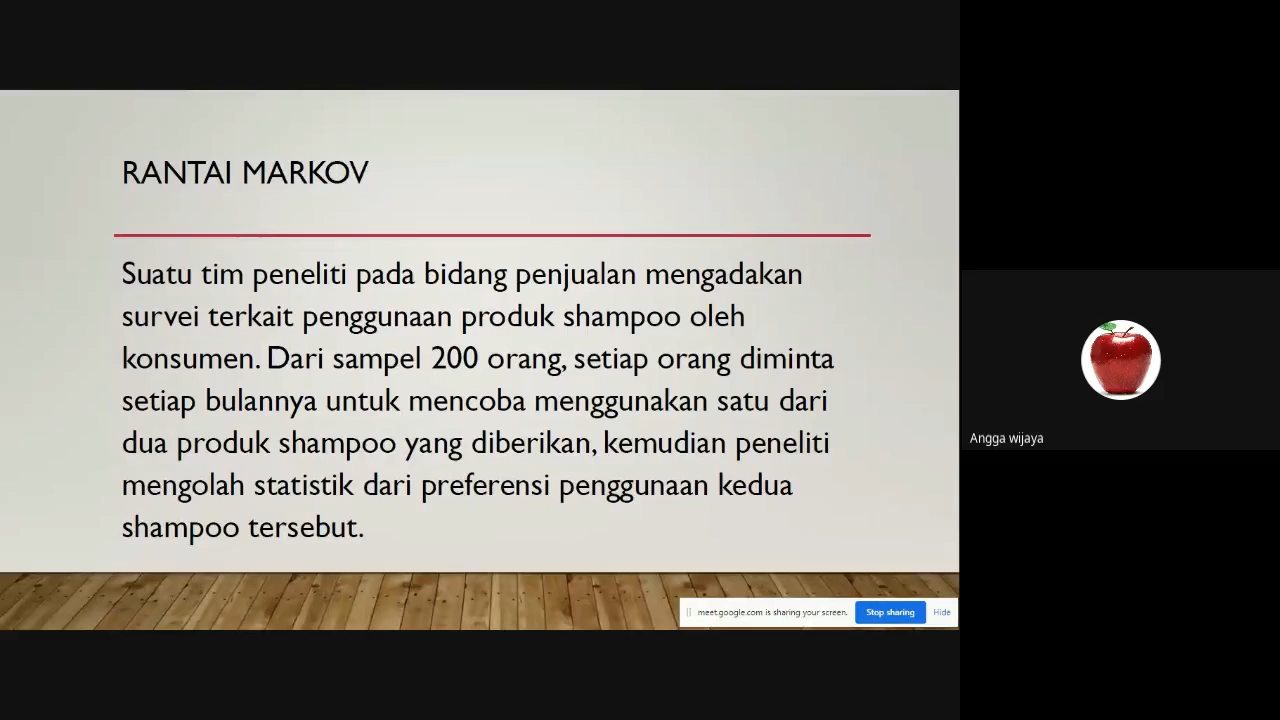 RANTAI MARKOV
Suatu tim peneliti pada bidang penjualan mengadakan
survei terkait penggunaan produk shampoo oleh
konsumen. Dari sampel 200 orang, setiap orang diminta
setiap bulannya untuk mencoba menggunakan satu dari
dua produk shampoo yang diberikan, kemudian peneliti
mengolah statistik dari preferensi penggunaan kedua
shampoo tersebut.
meet.google.com is sharing your screen. Stop sharing Hide
Angga wijaya